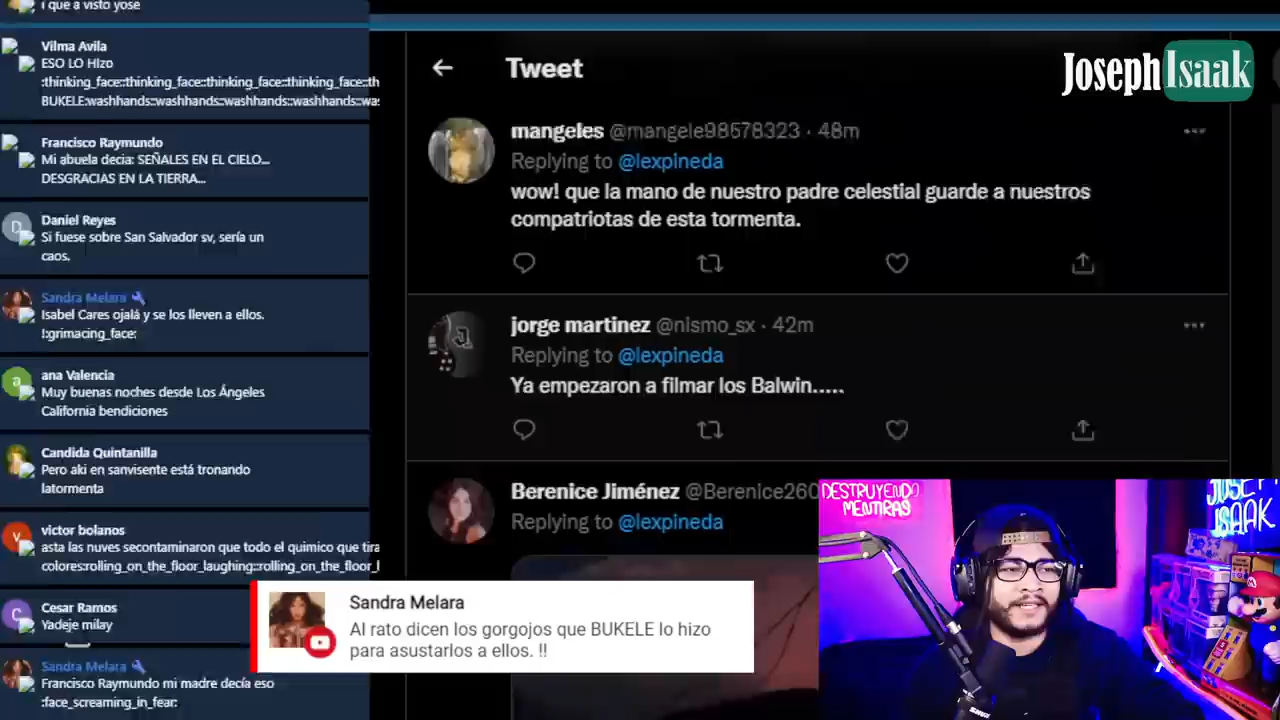 i que a visto yose
Vilma Avila
ESO LO HIzo
:thinking_face::thinking_face::thinking_face::thinking_face::th
BUKELE:washhands::washhands::washhands::washhands::wa:
Francisco Raymundo
Mi abuela decia: SEÑALES EN EL CIELO...
DESGRACIAS EN LA TIERRA...
D
Daniel Reyes
Si fuese sobre San Salvador sv, sería un
caos.
Sandra Melara
Isabel Cares ojalá y se los lleven a ellos.
!:grimacing_face:
a
ana Valencia
Muy buenas noches desde Los Ángeles
California bendiciones
Candida Quintanilla
Pero aki en sanvisente está tronando
latormenta
v
victor bolanos
asta las nuves secontaminaron que todo el quimico que tira
colores:rolling_on_the_floor_laughing::rolling_on_the_floor_l
C
Cesar Ramos
Yadeje milay
Sandra Melara
Francisco Raymundo mi madre decía eso
:face_screaming_in_fear:
Tweet
Joseph Isaak
mangeles @mangele98578323 · 48m
Replying to @lexpineda
wow! que la mano de nuestro padre celestial guarde a nuestros
compatriotas de esta tormenta.
jorge martinez @nismo_sx · 42m
Replying to @lexpineda
Ya empezaron a filmar los Balwin.....
Berenice Jiménez @Berenice260
Replying to @lexpineda
Sandra Melara
Al rato dicen los gorgojos que BUKELE lo hizo
para asustarlos a ellos. !!
DESTRUYENDO
MENTIRAS
JOSEPH
ISAAK